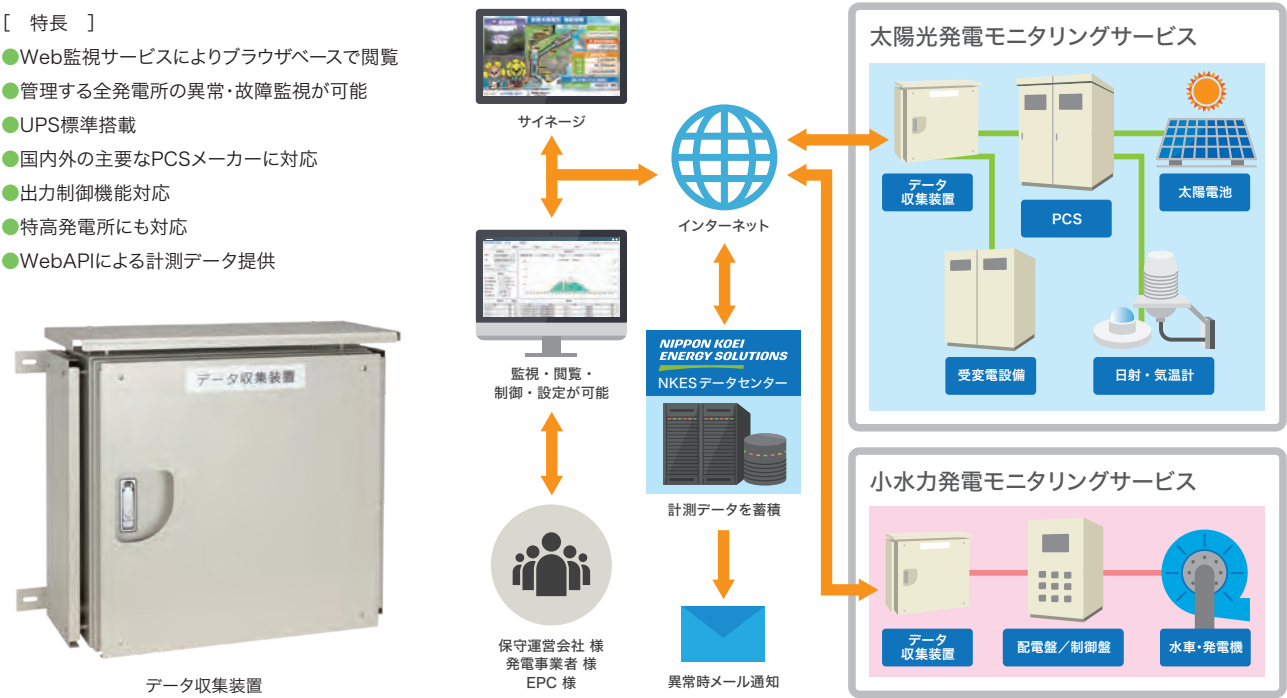 [　特長　]
●Web監視サービスによりブラウザベースで閲覧
●管理する全発電所の異常・故障監視が可能
●UPS標準搭載
●国内外の主要なPCSメーカーに対応
●出力制御機能対応
●特高発電所にも対応
●WebAPIによる計測データ提供
データ収集装置
データ収集装置
サイネージ
監視・閲覧・
制御・設定が可能
保守運営会社 様
発電事業者 様
EPC 様
インターネット
NIPPON KOEI
ENERGY SOLUTIONS
NKESデータセンター
計測データを蓄積
異常時メール通知
太陽光発電モニタリングサービス
データ
収集装置
PCS
太陽電池
受変電設備
日射・気温計
小水力発電モニタリングサービス
データ
収集装置
配電盤／制御盤
水車・発電機